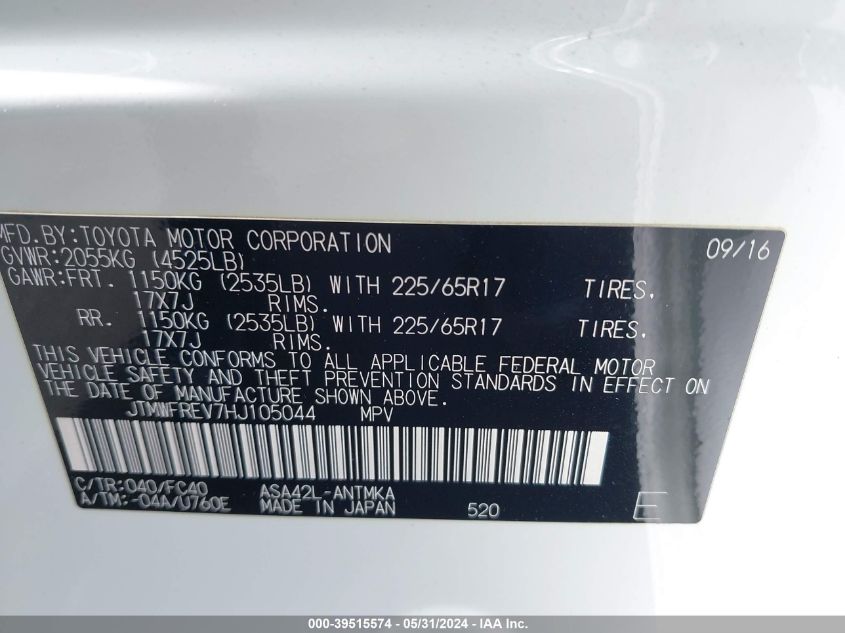 MFD.BY:TOYOTA MOTOR CORPORATION 09/16
GVWR:2055KG (4525LB)
GAWR:FRT. 1150KG (2535LB) WITH 225/65R17 TIRES,
17X7J RIMS.
RR. 1150KG (2535LB) WITH 225/65R17 TIRES,
17X7J RIMS.
THIS VEHICLE CONFORMS TO ALL APPLICABLE FEDERAL MOTOR
VEHICLE SAFETY AND THEFT PREVENTION STANDARDS IN EFFECT ON
THE DATE OF MANUFACTURE SHOWN ABOVE.
JTMWFREV7HJ105044 MPV
C/TR:040/FC40 ASA42L-ANTMKA
A/TM:-04A/U760E MADE IN JAPAN 520 E
000-39515574 - 05/31/2024 - IAA Inc.